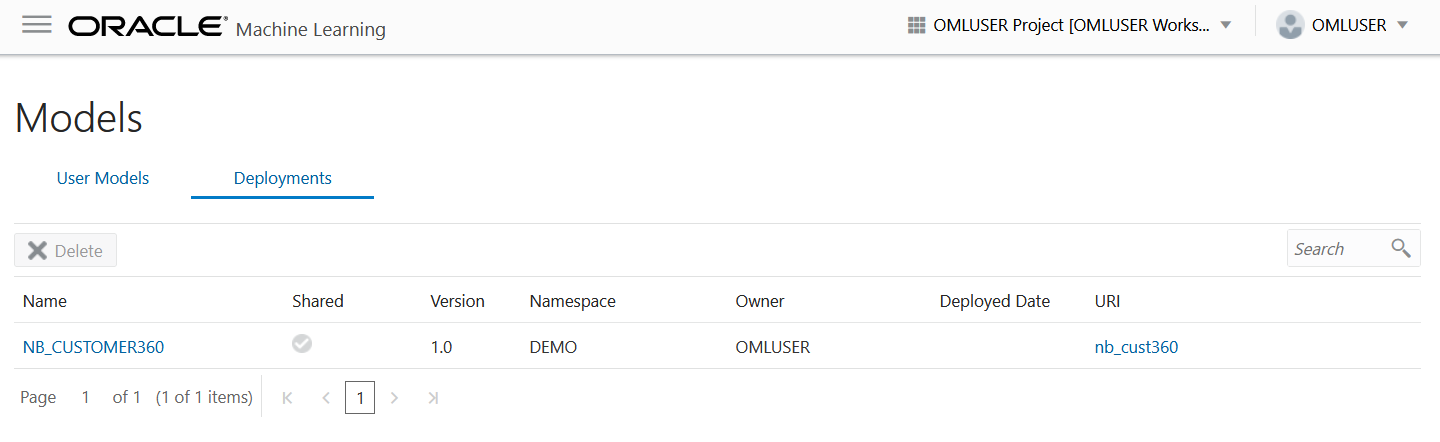 ORACLE® Machine Learning OMLUSER Project [OMLUSER Works... OMLUSER
Models
User Models Deployments
Delete Search
Name Shared Version Namespace Owner Deployed Date URI
NB_CUSTOMER360 1.0 DEMO OMLUSER nb_cust360
Page 1 of 1 (1 of 1 items) 1